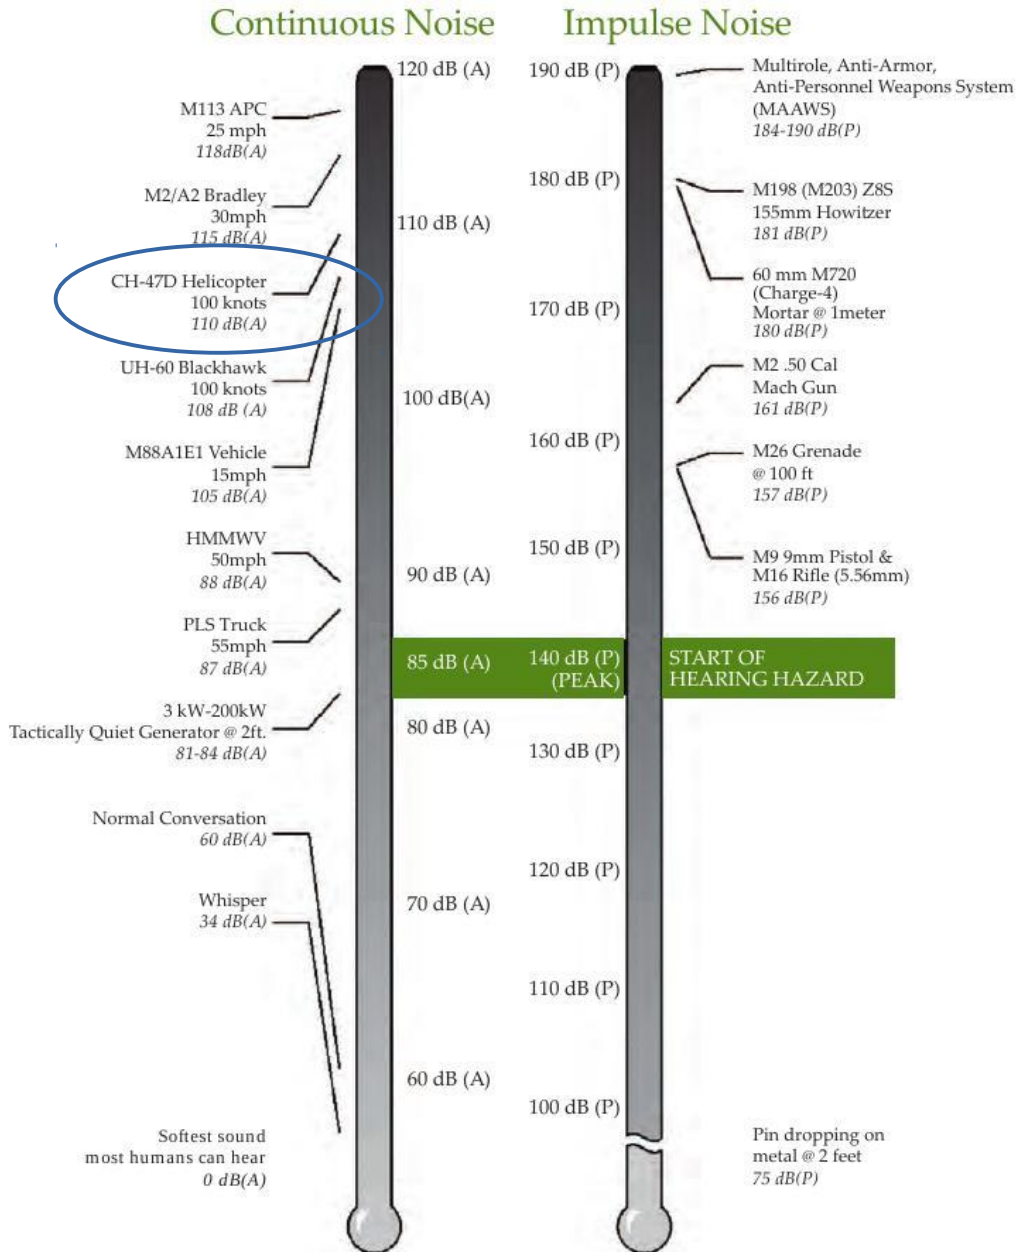 Continuous Noise
Impulse Noise
M113 APC
25 mph
118dB(A)
M2/A2 Bradley
30mph
115 dB(A)
CH-47D Helicopter
100 knots
110 dB(A)
UH-60 Blackhawk
100 knots
108 dB (A)
M88A1E1 Vehicle
15mph
105 dB(A)
HMMWV
50mph
88 dB(A)
PLS Truck
55mph
87 dB(A)
3 kW-200kW
Tactically Quiet Generator @ 2ft.
81-84 dB(A)
Normal Conversation
60 dB(A)
Whisper
34 dB(A)
Softest sound
most humans can hear
0 dB(A)
120 dB (A)
110 dB (A)
100 dB(A)
90 dB (A)
85 dB (A)
80 dB (A)
70 dB (A)
60 dB (A)
190 dB (P)
180 dB (P)
170 dB (P)
160 dB (P)
150 dB (P)
140 dB (P)
(PEAK)
130 dB (P)
120 dB (P)
110 dB (P)
100 dB (P)
Multirole, Anti-Armor,
Anti-Personnel Weapons System
(MAAWS)
184-190 dB(P)
M198 (M203) Z8S
155mm Howitzer
181 dB(P)
60 mm M720
(Charge-4)
Mortar @ 1meter
180 dB(P)
M2 .50 Cal
Mach Gun
161 dB(P)
M26 Grenade
@ 100 ft
157 dB(P)
M9 9mm Pistol &
M16 Rifle (5.56mm)
156 dB(P)
START OF
HEARING HAZARD
Pin dropping on
metal @ 2 feet
75 dB(P)